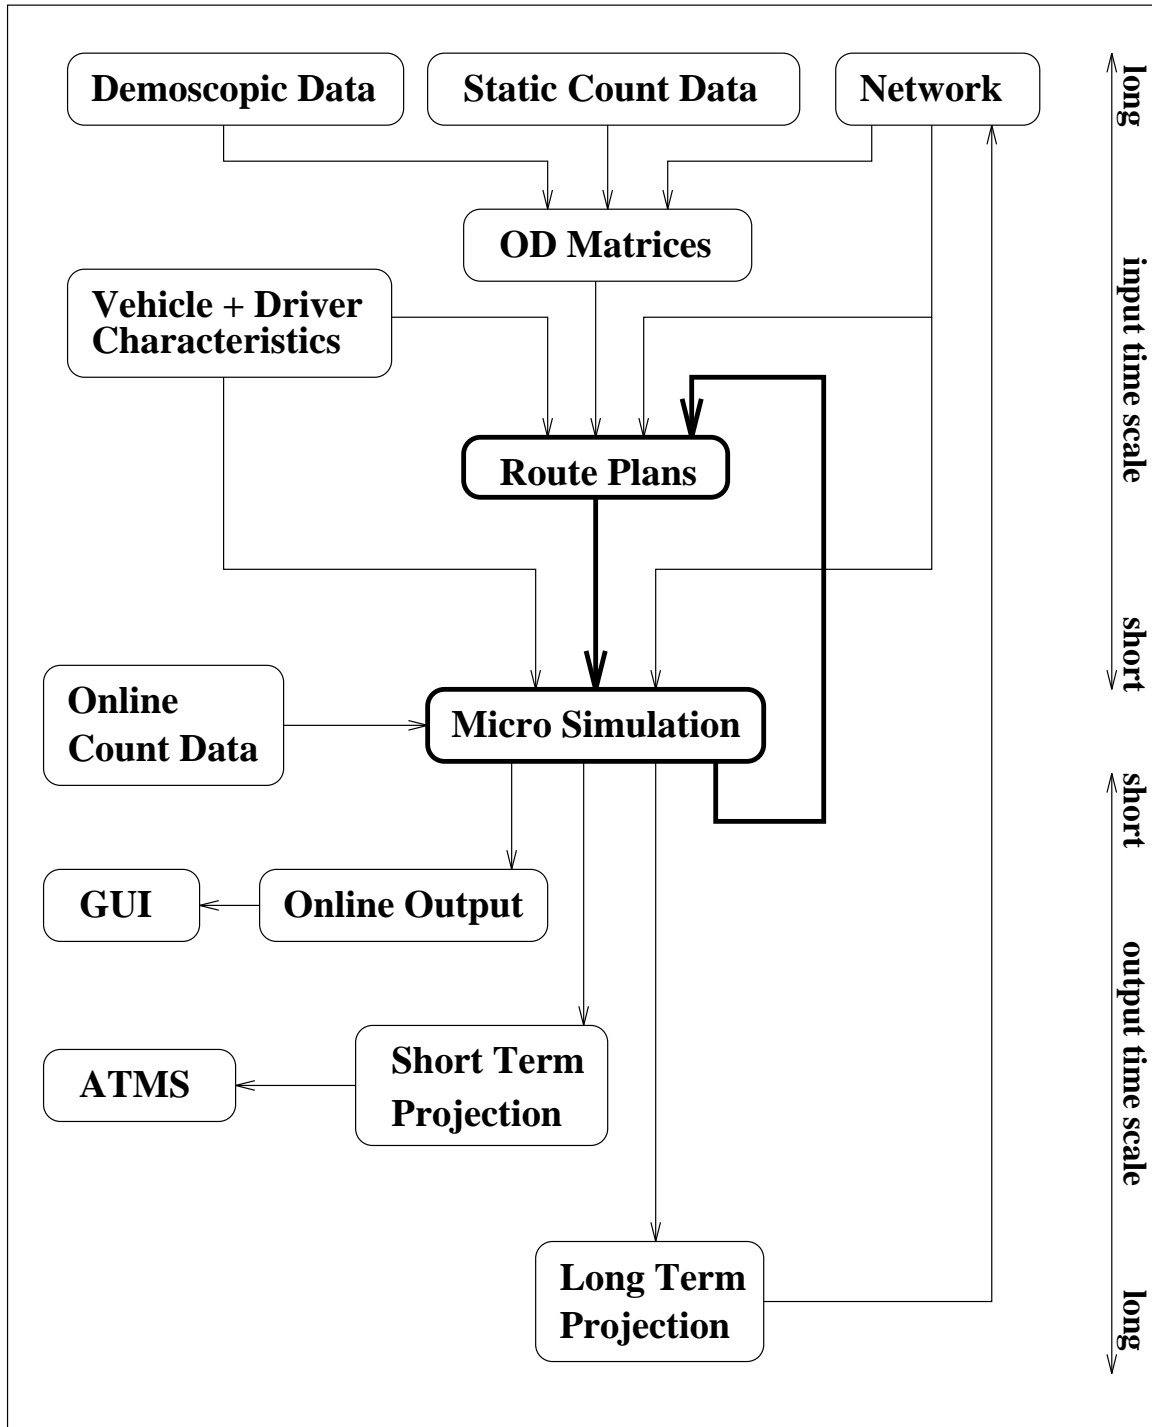 Demoscopic Data
Static Count Data
Network
OD Matrices
Vehicle + Driver
Characteristics
Route Plans
Online
Count Data
Micro Simulation
GUI
Online Output
ATMS
Short Term
Projection
Long Term
Projection
long
input time scale
short
short
output time scale
long